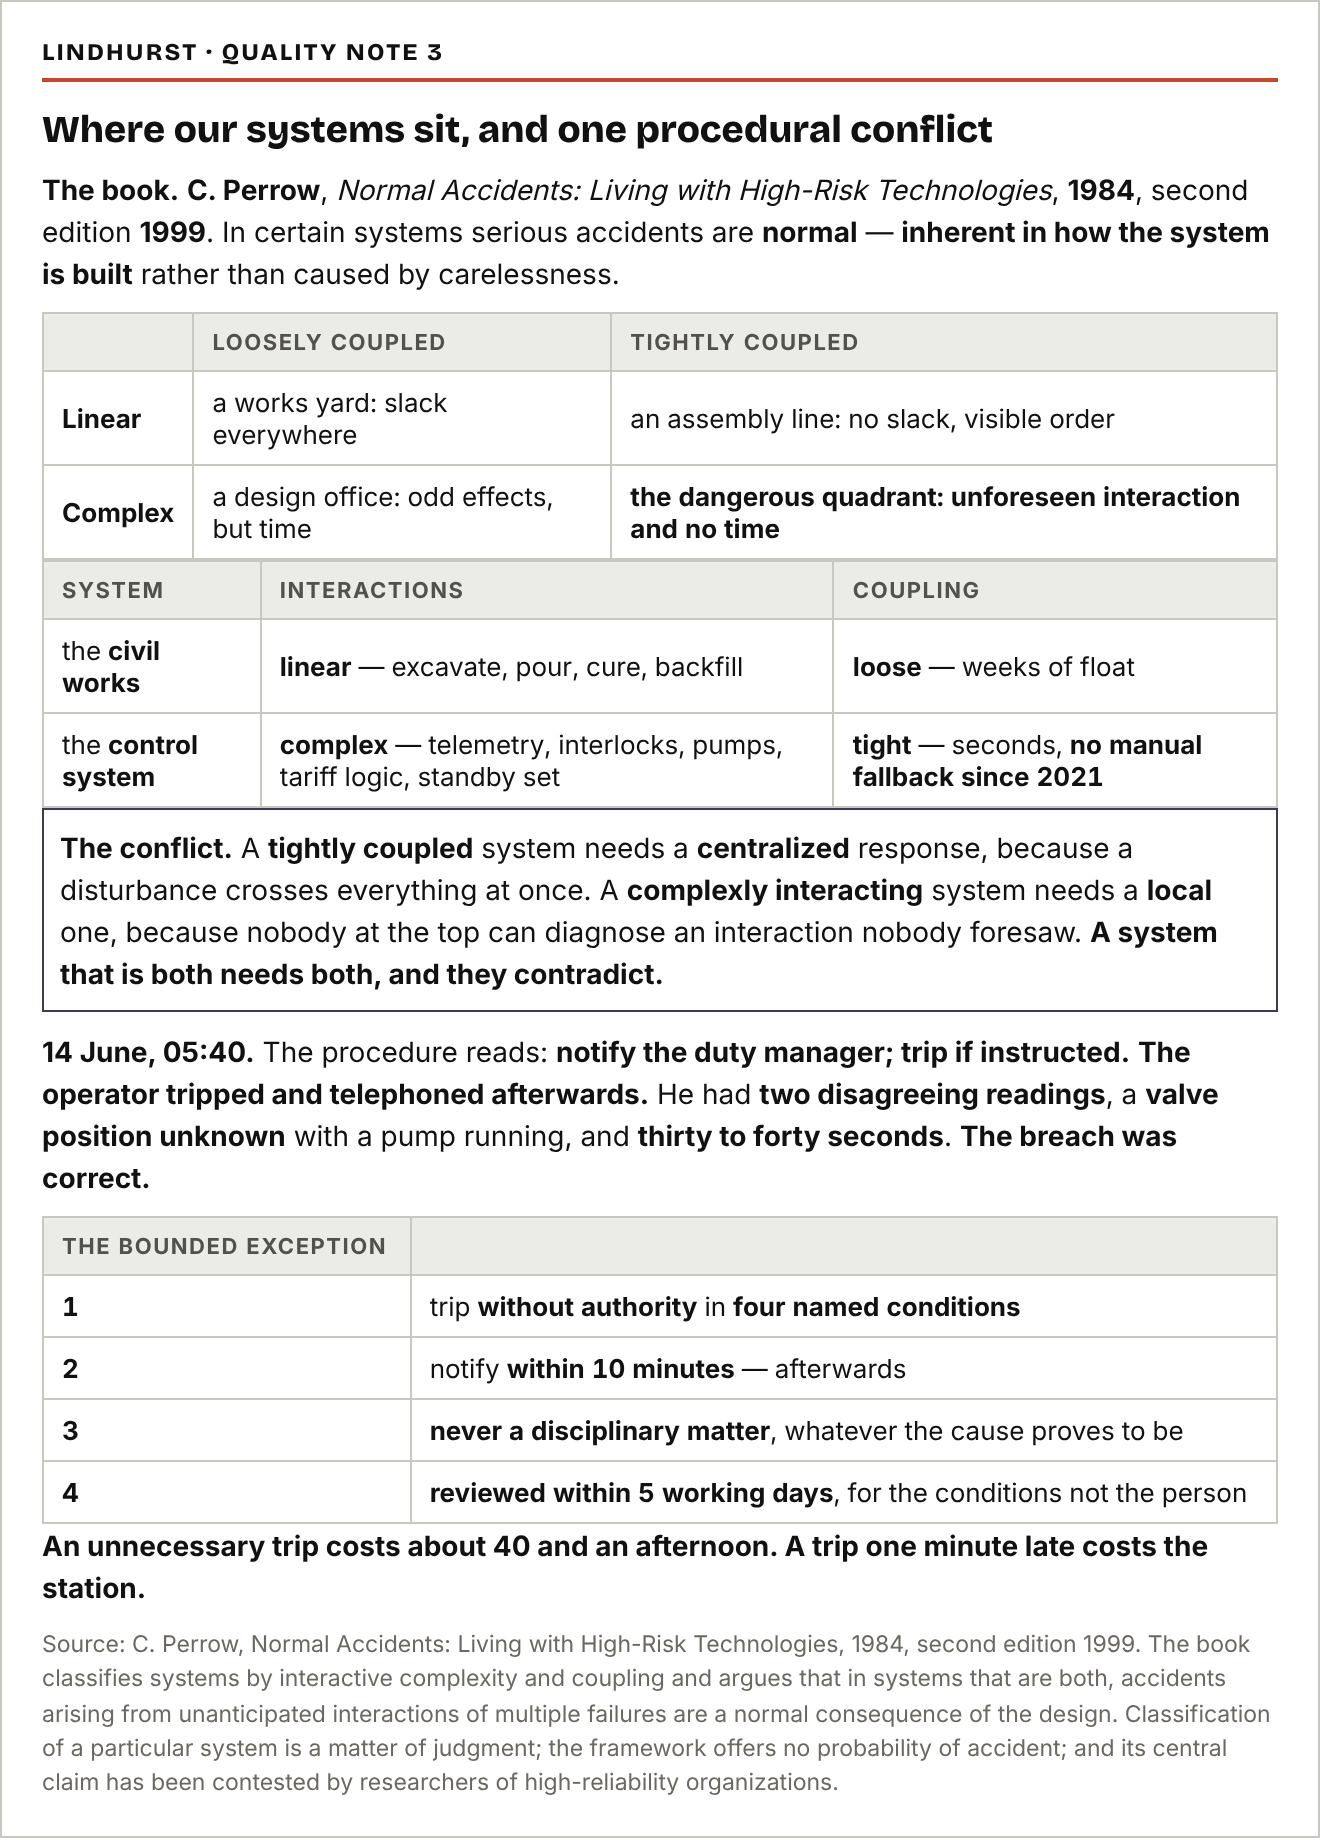 LINDHURST · QUALITY NOTE 3
Where our systems sit, and one procedural conflict
The book. C. Perrow, Normal Accidents: Living with High-Risk Technologies, 1984, second
edition 1999. In certain systems serious accidents are normal — inherent in how the system
is built rather than caused by carelessness.
LOOSELY COUPLED TIGHTLY COUPLED
Linear a works yard: slack everywhere an assembly line: no slack, visible order
Complex a design office: odd effects, but time the dangerous quadrant: unforeseen interaction and no time
SYSTEM INTERACTIONS COUPLING
the civil works linear — excavate, pour, cure, backfill loose — weeks of float
the control system complex — telemetry, interlocks, pumps, tariff logic, standby set tight — seconds, no manual fallback since 2021
The conflict. A tightly coupled system needs a centralized response, because a
disturbance crosses everything at once. A complexly interacting system needs a local
one, because nobody at the top can diagnose an interaction nobody foresaw. A system
that is both needs both, and they contradict.
14 June, 05:40. The procedure reads: notify the duty manager; trip if instructed. The
operator tripped and telephoned afterwards. He had two disagreeing readings, a valve
position unknown with a pump running, and thirty to forty seconds. The breach was
correct.
THE BOUNDED EXCEPTION
1 trip without authority in four named conditions
2 notify within 10 minutes — afterwards
3 never a disciplinary matter, whatever the cause proves to be
4 reviewed within 5 working days, for the conditions not the person
An unnecessary trip costs about 40 and an afternoon. A trip one minute late costs the
station.
Source: C. Perrow, Normal Accidents: Living with High-Risk Technologies, 1984, second edition 1999. The book
classifies systems by interactive complexity and coupling and argues that in systems that are both, accidents
arising from unanticipated interactions of multiple failures are a normal consequence of the design. Classification
of a particular system is a matter of judgment; the framework offers no probability of accident; and its central
claim has been contested by researchers of high-reliability organizations.